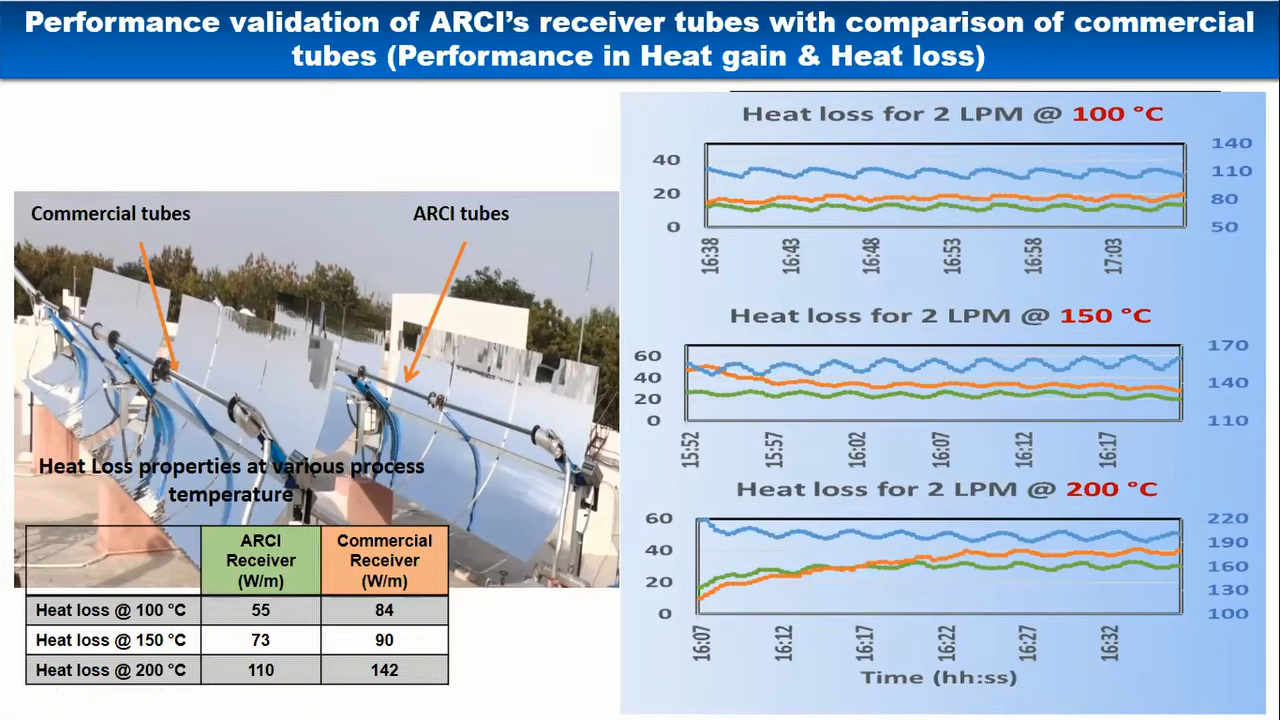 Performance validation of ARCI's receiver tubes with comparison of commercial
tubes (Performance in Heat gain & Heat loss)
Commercial tubes
ARCI tubes
Heat Loss properties at various process
temperature
ARCI Receiver (W/m) Commercial Receiver (W/m)
Heat loss @ 100 °C 55 84
Heat loss @ 150 °C 73 90
Heat loss @ 200 °C 110 142
Heat loss for 2 LPM @ 100 °C
40 140
110
20 80
0 50
16:38 16:43 16:48 16:53 16:58 17:03
Heat loss for 2 LPM @ 150 °C
60 170
40 140
20
0 110
15:52 15:57 16:02 16:07 16:12 16:17
Heat loss for 2 LPM @ 200 °C
60 220
190
40 160
20 130
0 100
16:07 16:12 16:17 16:22 16:27 16:32
Time (hh:ss)